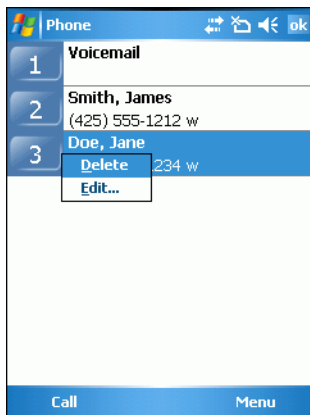 Phone ok
1 Voicemail
2 Smith, James
(425) 555-1212 w
3 Doe, Jane
Delete 234 w
Edit...
Call Menu